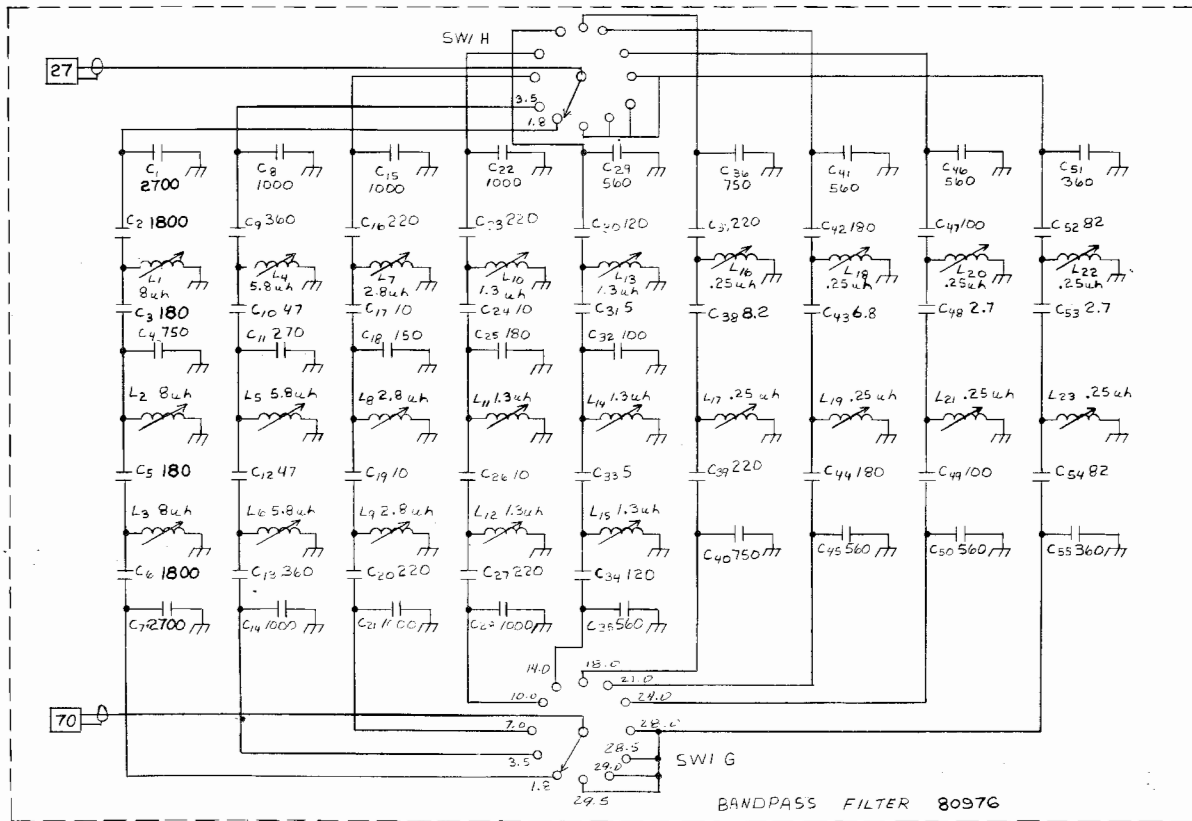 SW1 H
27
3.5
1.8
C1 2700
C8 1000
C15 1000
C22 1000
C29 560
C36 750
C41 560
C46 560
C51 360
C2 1800
C9 360
C16 220
C23 220
C30 120
C37 220
C42 180
C47 100
C52 82
L1 8uh
L4 5.8uh
L7 2.8uh
L10 1.3uh
L13 1.3uh
L16 .25uh
L18 .25uh
L20 .25uh
L22 .25uh
C3 180
C10 47
C17 10
C24 10
C31 5
C38 8.2
C43 6.8
C48 2.7
C53 2.7
C4 750
C11 270
C18 150
C25 180
C32 100
L2 8uh
L5 5.8uh
L8 2.8uh
L11 1.3uh
L14 1.3uh
L17 .25uh
L19 .25uh
L21 .25uh
L23 .25uh
C5 180
C12 47
C19 10
C26 10
C33 5
C39 220
C44 180
C49 100
C54 82
L3 8uh
L6 5.8uh
L9 2.8uh
L12 1.3uh
L15 1.3uh
C40 750
C45 560
C50 560
C55 360
C6 1800
C13 360
C20 220
C27 220
C34 120
C7 2700
C14 1000
C21 1000
C28 1000
C35 560
14.0
18.0
21.0
10.0
24.0
70
7.0
28.0
3.5
28.5
SW1 G
29.0
1.8
29.5
BANDPASS FILTER 80976